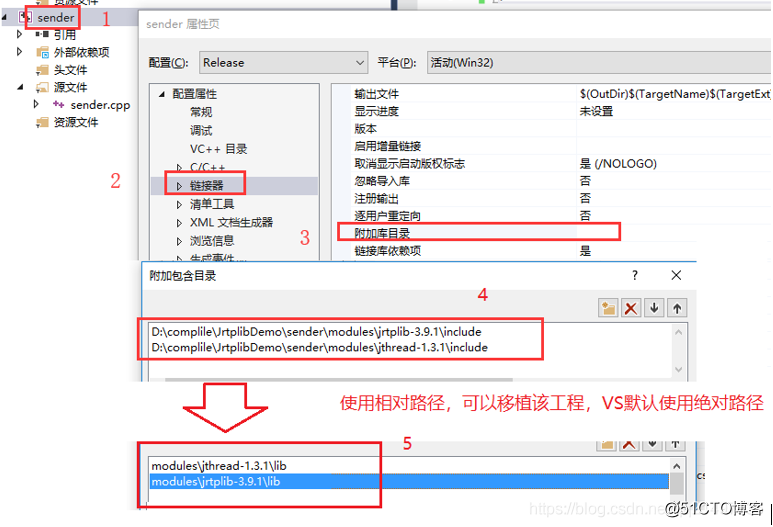 资源文件
sender
1
引用
外部依赖项
头文件
源文件
sender.cpp
资源文件
sender 属性页
配置(C):
Release
平台(P):
活动(Win32)
2
配置属性
常规
调试
VC++ 目录
C/C++
链接器
清单工具
XML 文档生成器
浏览信息
生成事件
3
输出文件
$(OutDir)$(TargetName)$(TargetExt)
显示进度
未设置
版本
启用增量链接
取消显示启动版权标志
是 (/NOLOGO)
忽略导入库
否
注册输出
否
逐用户重定向
否
附加库目录
链接库依赖项
是
附加包含目录
?
4
D:\complile\JrtplibDemo\sender\modules\jrtplib-3.9.1\include
D:\complile\JrtplibDemo\sender\modules\jthread-1.3.1\include
使用相对路径，可以移植该工程，VS默认使用绝对路径
5
modules\jthread-1.3.1\lib
modules\jrtplib-3.9.1\lib
@51CTO博客